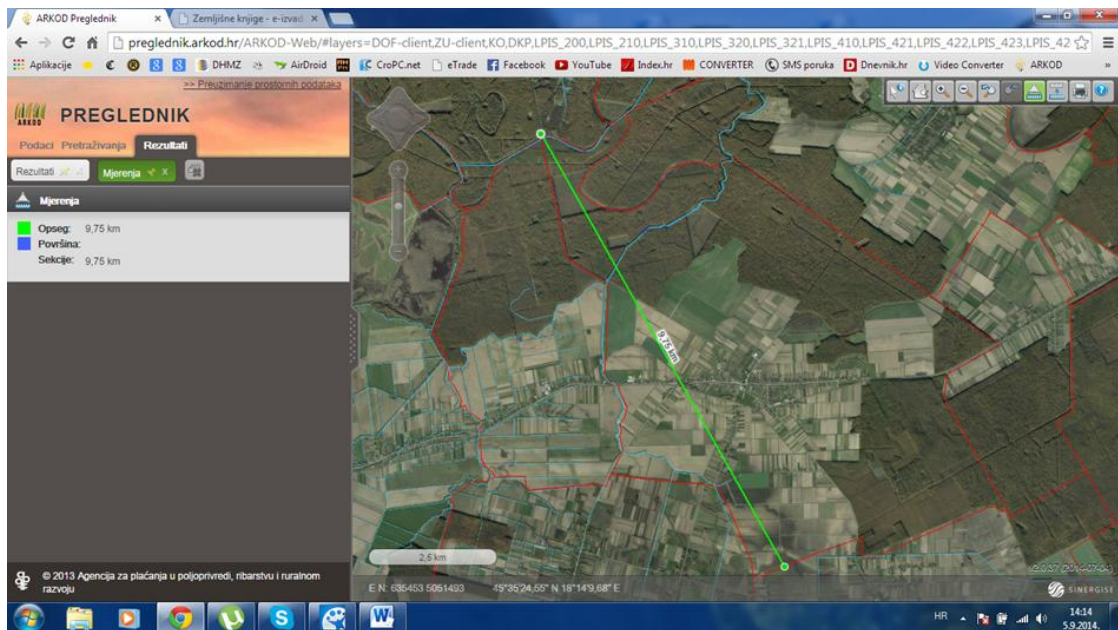 ARKOD Preglednik
Zemljišne knjige - e-izvad
preglednik.arkod.hr/ARKOD-Web/#layers=DOF-client,ZU-client,KO,DKP,LPIS_200,LPIS_210,LPIS_310,LPIS_320,LPIS_321,LPIS_410,LPIS_421,LPIS_422,LPIS_423,LPIS_42
Aplikacije DHMZ AirDroid CroPC.net eTrade Facebook YouTube Index.hr CONVERTER SMS poruka Dnevnik.hr Video Converter ARKOD »
>> Preuzimanje prostornih podataka
ARKOD PREGLEDNIK
Podaci Pretraživanja Rezultati
Rezultati Mjerenja X
Mjerenja
Opseg: 9,75 km
Površina:
Sekcije: 9,75 km
9,75 km
2,5 km
© 2013 Agencija za plaćanja u poljoprivredi, ribarstvu i ruralnom
razvoju
E N: 635453 5051493 45°35'24,55" N 18°14'9,68" E
SINERGISE
HR
14:14
5.9.2014.